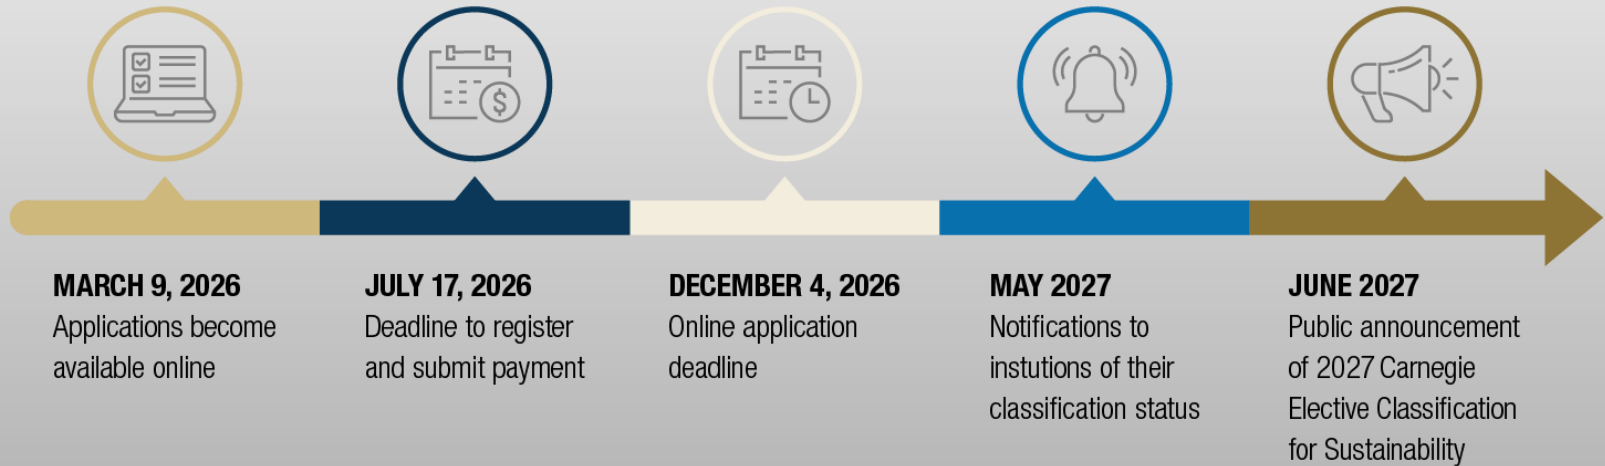 MARCH 9, 2026
Applications become
available online
JULY 17, 2026
Deadline to register
and submit payment
DECEMBER 4, 2026
Online application
deadline
MAY 2027
Notifications to
instutions of their
classification status
JUNE 2027
Public announcement
of 2027 Carnegie
Elective Classification
for Sustainability